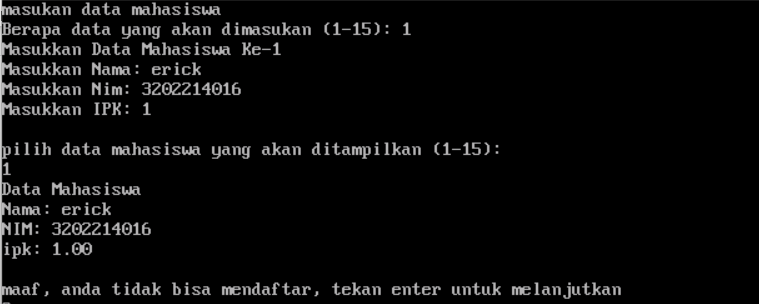 masukan data mahasiswa
Berapa data yang akan dimasukan (1-15): 1
Masukkan Data Mahasiswa Ke-1
Masukkan Nama: erick
Masukkan Nim: 3202214016
Masukkan IPK: 1
pilih data mahasiswa yang akan ditampilkan (1-15):
1
Data Mahasiswa
Nama: erick
NIM: 3202214016
ipk: 1.00
maaf, anda tidak bisa mendaftar, tekan enter untuk melanjutkan